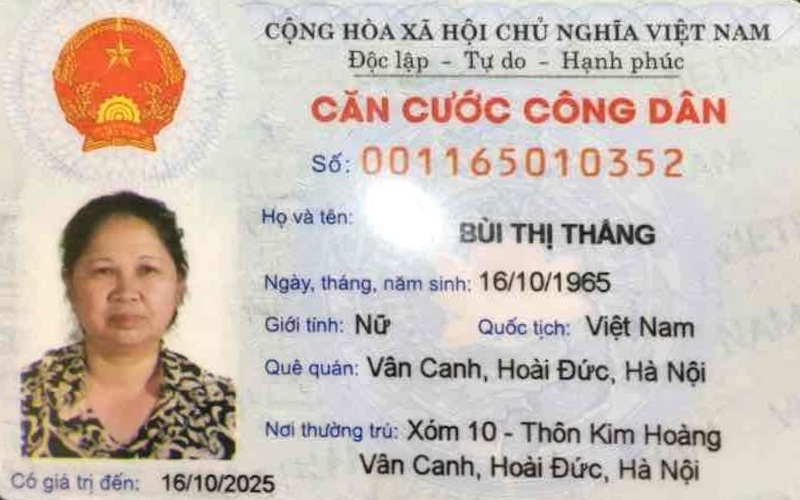 CỘNG HÒA XÃ HỘI CHỦ NGHĨA VIỆT NAM
Độc lập - Tự do - Hạnh phúc
CĂN CƯỚC CÔNG DÂN
Số: 001165010352
Họ và tên:
BÙI THỊ THĂNG
Ngày, tháng, năm sinh: 16/10/1965
Giới tính: Nữ Quốc tịch: Việt Nam
Quê quán: Vân Canh, Hoài Đức, Hà Nội
Nơi thường trú: Xóm 10 - Thôn Kim Hoàng
Vân Canh, Hoài Đức, Hà Nội
Có giá trị đến: 16/10/2025